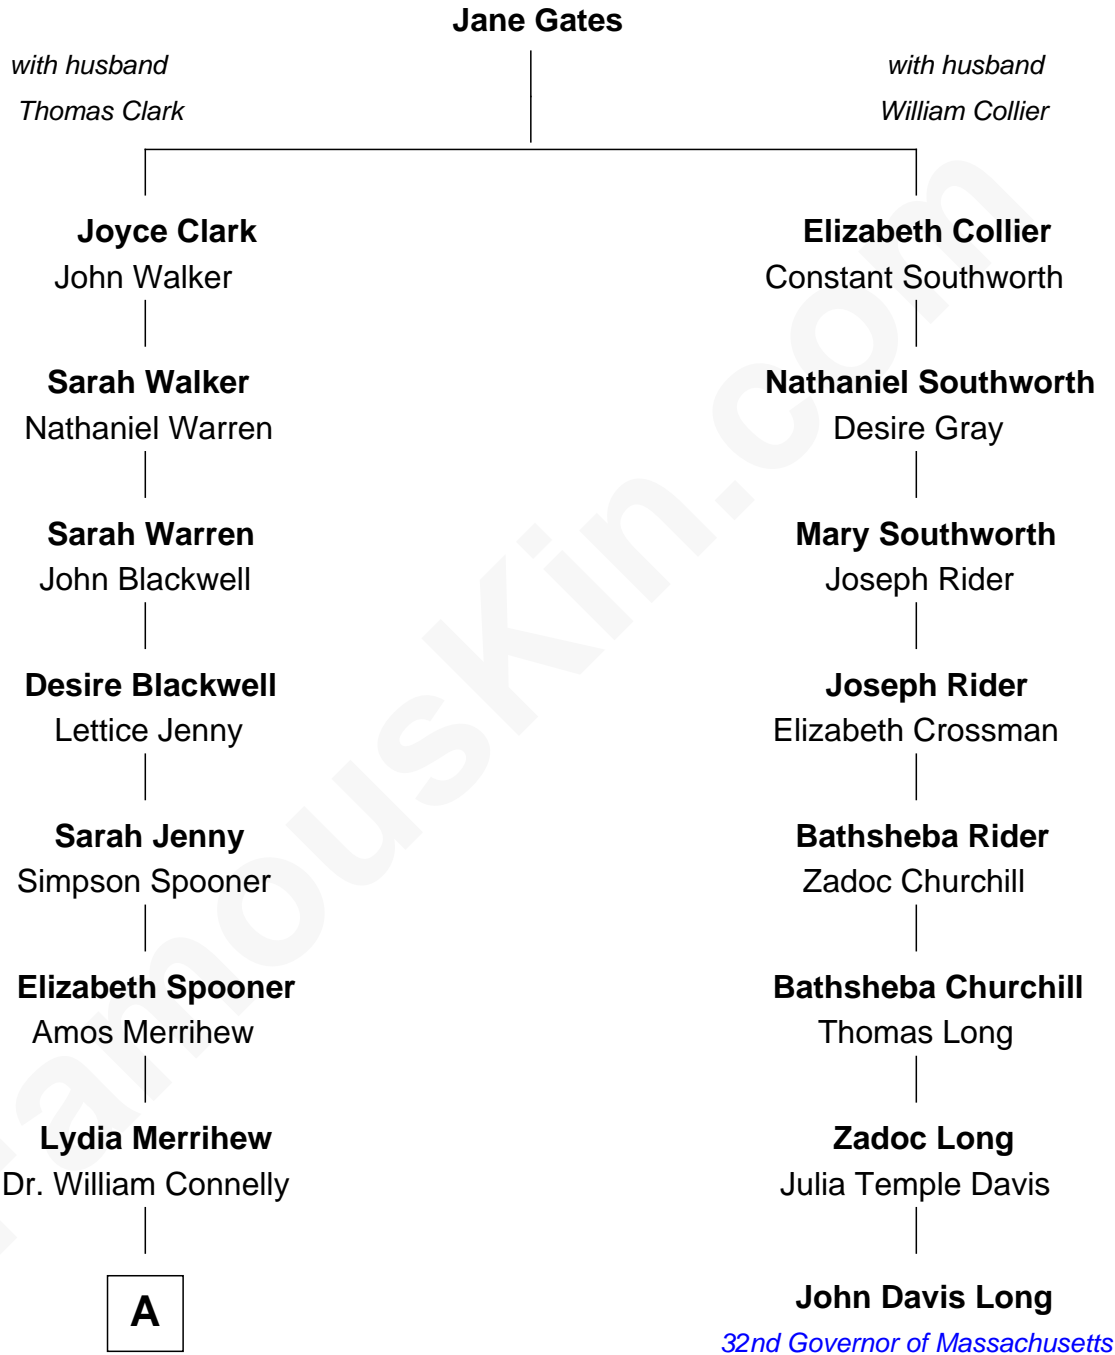 Jane Gates
with husband
Thomas Clark
with husband
William Collier
Joyce Clark
John Walker
Sarah Walker
Nathaniel Warren
Sarah Warren
John Blackwell
Desire Blackwell
Lettice Jenny
Sarah Jenny
Simpson Spooner
Elizabeth Spooner
Amos Merrihew
Lydia Merrihew
Dr. William Connelly
A
Elizabeth Collier
Constant Southworth
Nathaniel Southworth
Desire Gray
Mary Southworth
Joseph Rider
Joseph Rider
Elizabeth Crossman
Bathsheba Rider
Zadoc Churchill
Bathsheba Churchill
Thomas Long
Zadoc Long
Julia Temple Davis
John Davis Long
32nd Governor of Massachusetts
FamousKin.com